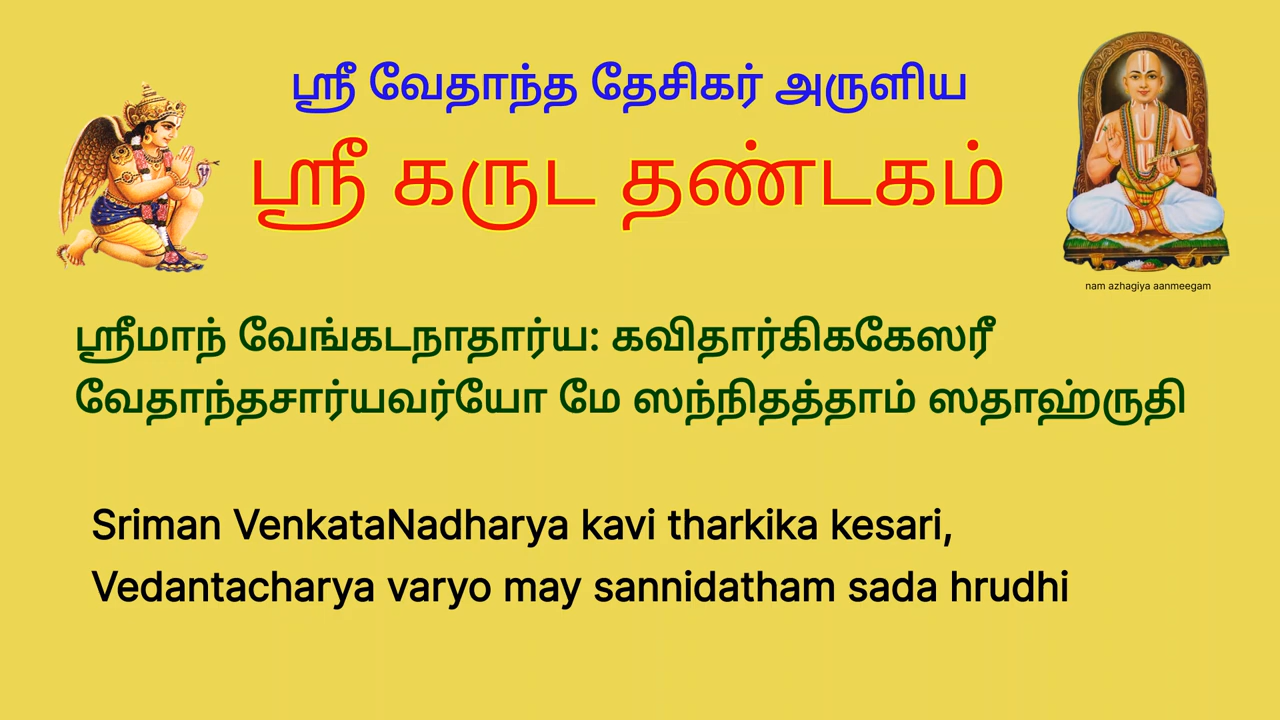 ஸ்ரீ வேதாந்த தேசிகர் அருளிய
ஸ்ரீ கருட தண்டகம்
nam azhagiya aanmeegam
ஸ்ரீமாந் வேங்கடநாதார்ய: கவிதார்கிககேஸரீ
வேதாந்தசார்யவர்யோ மே ஸந்நிதத்தாம் ஸதாஹ்ருதி
Sriman VenkataNadharya kavi tharkika kesari,
Vedantacharya varyo may sannidatham sada hrudhi